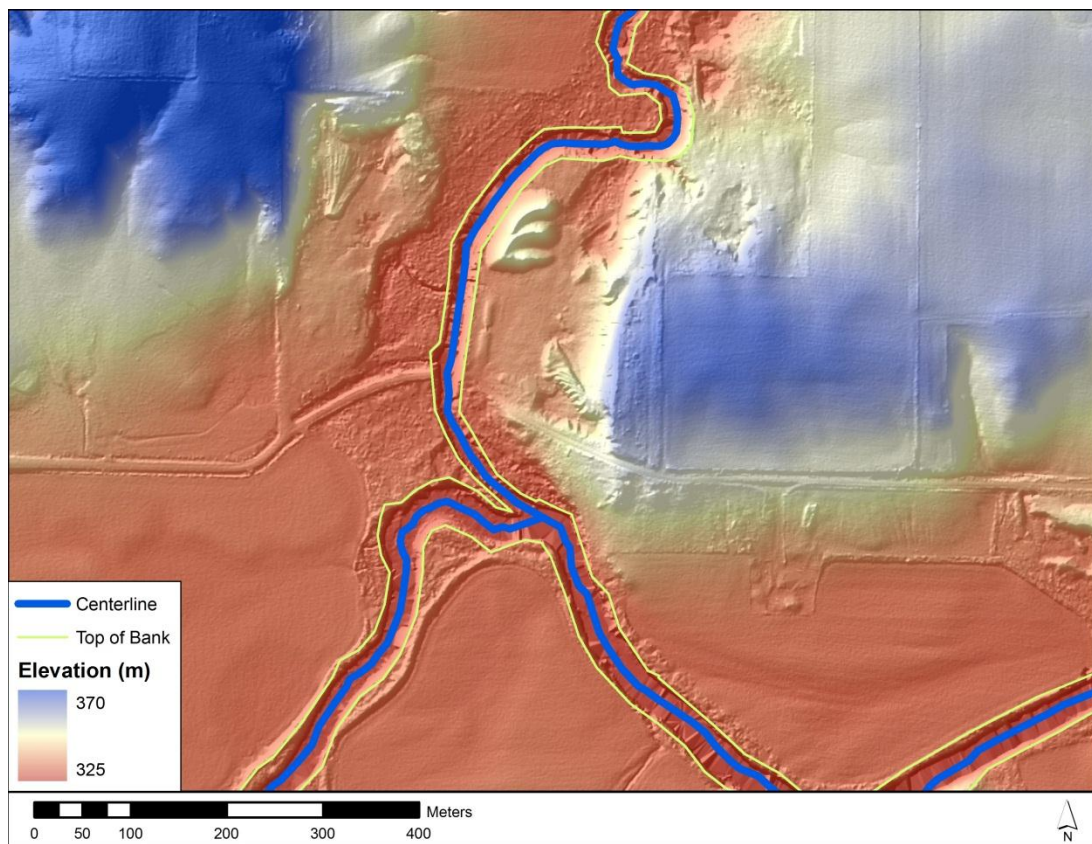 Centerline
Top of Bank
Elevation (m)
370
325
Meters
0 50 100 200 300 400
N